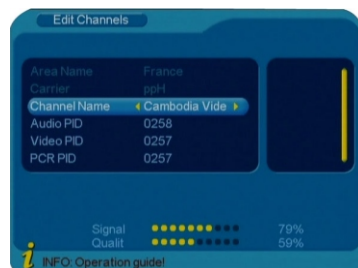 Edit Channels
Area Name France
Carrier ppH
Channel Name Cambodia Vide
Audio PID 0258
Video PID 0257
PCR PID 0257
Signal 79%
Qualit 59%
i INFO: Operation guide!